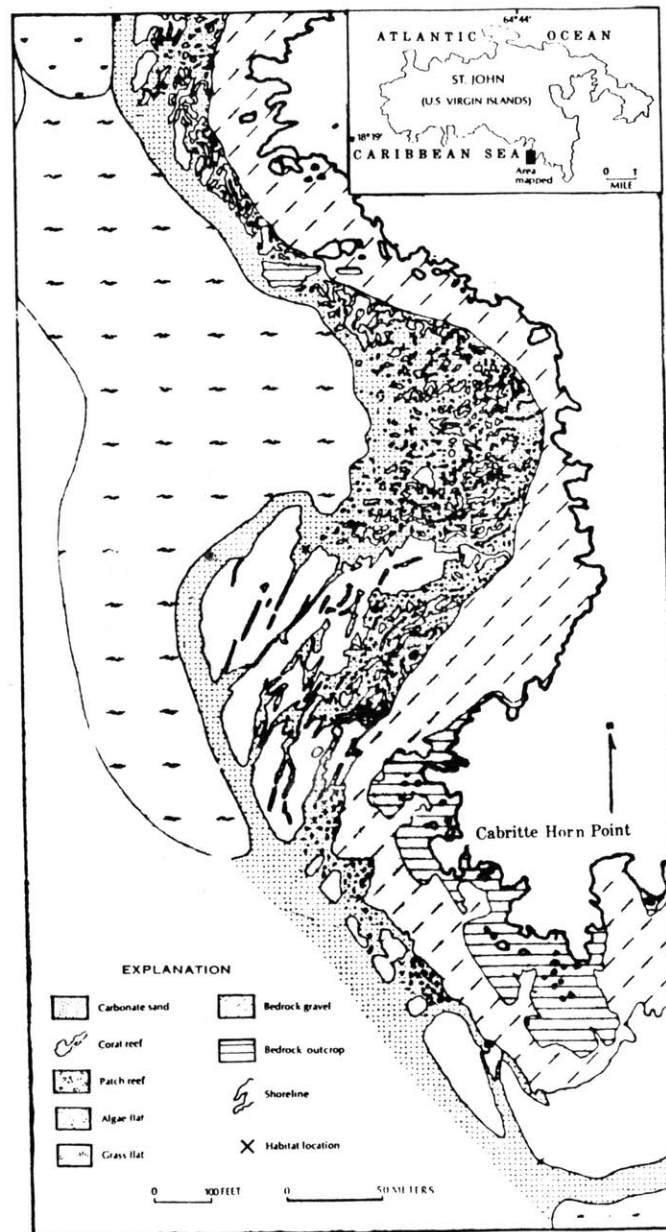 64° 44'
ATLANTIC OCEAN
ST. JOHN
(U.S. VIRGIN ISLANDS)
18° 19'
CARIBBEAN SEA
Area
mapped
0 1
MILE
Cabritte Horn Point
EXPLANATION
Carbonate sand
Coral reef
Patch reef
Algae flat
Grass flat
Bedrock gravel
Bedrock outcrop
Shoreline
Habitat location
0 100 FEET
0 50 METERS